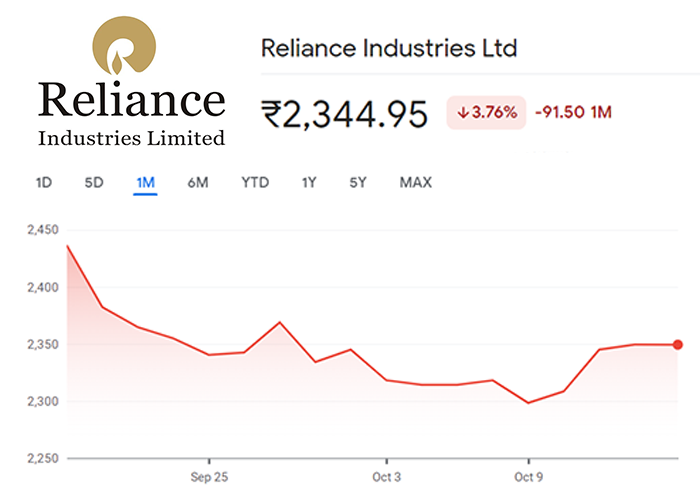 Reliance
Industries Limited
Reliance Industries Ltd
₹2,344.95 ↓3.76% -91.50 1M
1D 5D 1M 6M YTD 1Y 5Y MAX
2,450
2,400
2,350
2,300
2,250
Sep 25 Oct 3 Oct 9